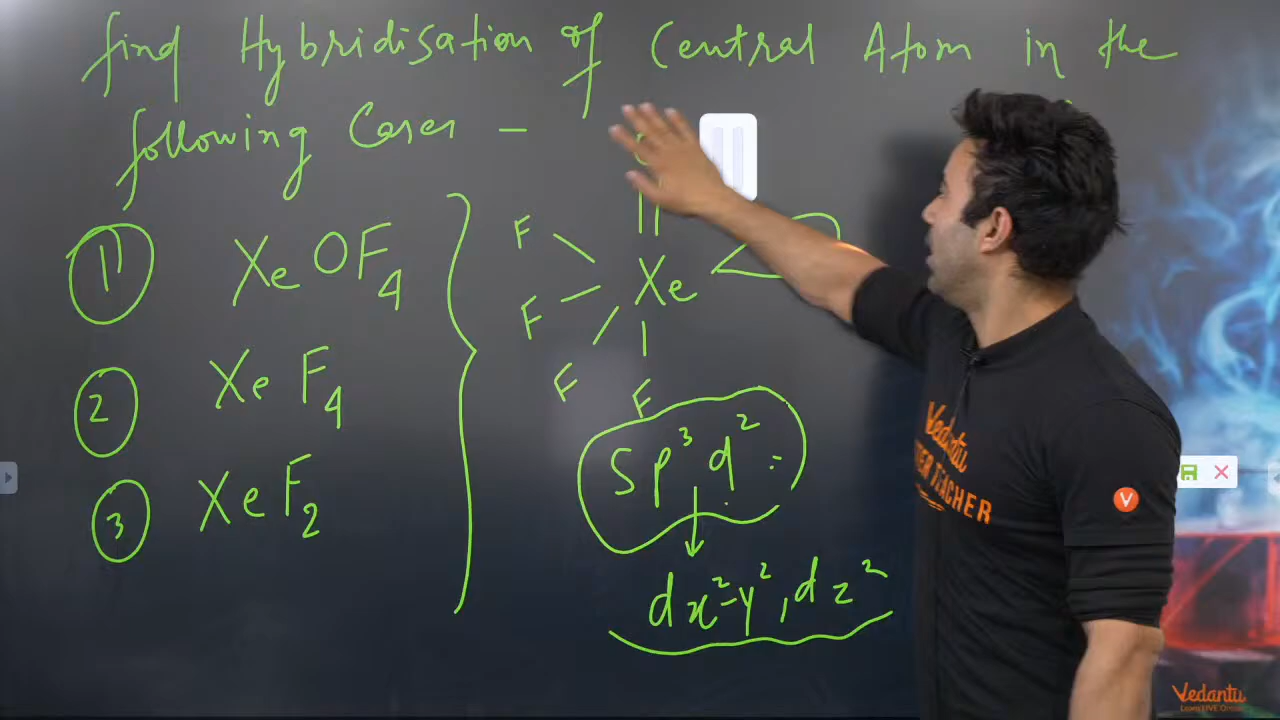 find Hybridisation of Central Atom in the
following Cases -
1) XeOF4
2 XeF4
3 XeF2
F
F
F
F
Xe
sp³d² :-
dx²-y², dz²
Vedantu
TEACHER
V
Vedantu